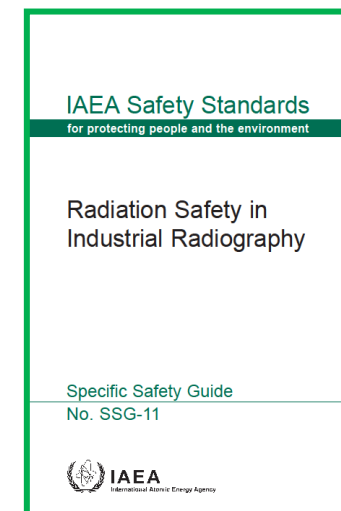 IAEA Safety Standards
for protecting people and the environment
Radiation Safety in
Industrial Radiography
Specific Safety Guide
No. SSG-11
IAEA
International Atomic Energy Agency